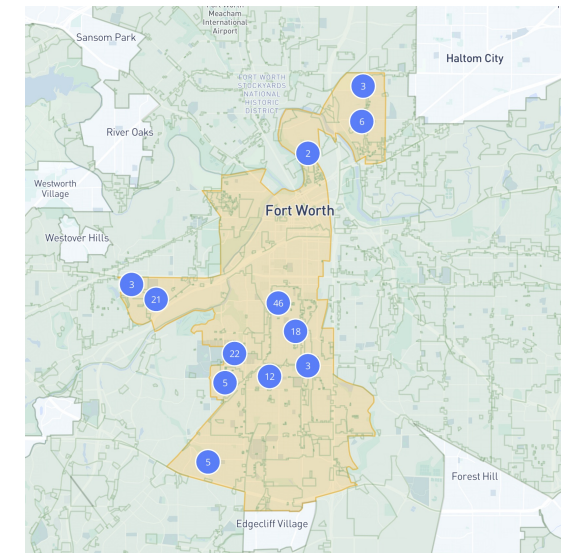 Fort Worth
Meacham
International
Airport
Sansom Park
Haltom City
FORT WORTH
STOCKYARDS
NATIONAL
HISTORIC
DISTRICT
3
6
River Oaks
2
Westworth
Village
Fort Worth
Westover Hills
3
21
46
18
22
3
12
5
5
Forest Hill
Edgecliff Village